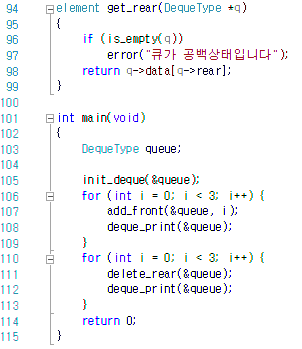 94 element get_rear(DequeType *q)
95 {
96 if (is_empty(q))
97 error("큐가 공백상태입니다");
98 return q->data[q->rear];
99 }
100
101 int main(void)
102 {
103 DequeType queue;
104
105 init_deque(&queue);
106 for (int i = 0; i < 3; i++) {
107 add_front(&queue, i);
108 deque_print(&queue);
109 }
110 for (int i = 0; i < 3; i++) {
111 delete_rear(&queue);
112 deque_print(&queue);
113 }
114 return 0;
115 }